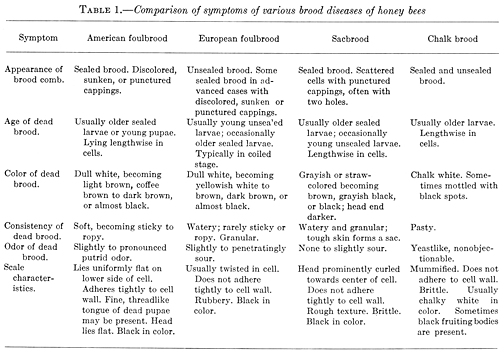 TABLE 1.—Comparison of symptoms of various brood diseases of honey bees
Symptom American foulbrood European foulbrood Sacbrood Chalk brood
Appearance of Sealed brood. Discolored, Unsealed brood. Some Sealed brood. Scattered Sealed and unsealed
brood comb. sunken, or punctured sealed brood in ad- cells with punctured brood.
cappings. vanced cases with cappings, often with
discolored, sunken or two holes.
punctured cappings.
Age of dead Usually older sealed Usually young unsea'ed Usually older sealed Usually older larvae.
brood. larvae or young pupae. larvae; occasionally larvae; occasionally Lengthwise in
Lying lengthwise in older sealed larvae. young unsealed larvae. cells.
cells. Typically in coiled Lengthwise in cells.
stage.
Color of dead Dull white, becoming Dull white, becoming Grayish or straw- Chalk white. Some-
brood. light brown, coffee yellowish white to colored becoming times mottled with
brown to dark brown, brown, dark brown, or brown, grayish black, black spots.
or almost black. almost black. or black; head end
darker.
Consistency of Soft, becoming sticky to Watery; rarely sticky or Watery and granular; Pasty.
dead brood. ropy. ropy. Granular. tough skin forms a sac.
Odor of dead Slightly to pronounced Slightly to penetratingly None to slightly sour. Yeastlike, nonobjec-
brood. putrid odor. sour. tionable.
Scale Lies uniformly flat on Usually twisted in cell. Head prominently curled Mummified. Does not
character- lower side of cell. Does not adhere towards center of cell. adhere to cell wall.
istics. Adheres tightly to cell tightly to cell wall. Does not adhere Brittle. Usually
wall. Fine, threadlike Rubbery. Black in tightly to cell wall. chalky white in
tongue of dead pupae color. Rough texture. Brittle. color. Sometimes
may be present. Head Black in color. black fruiting bodies
lies flat. Black in color. are present.